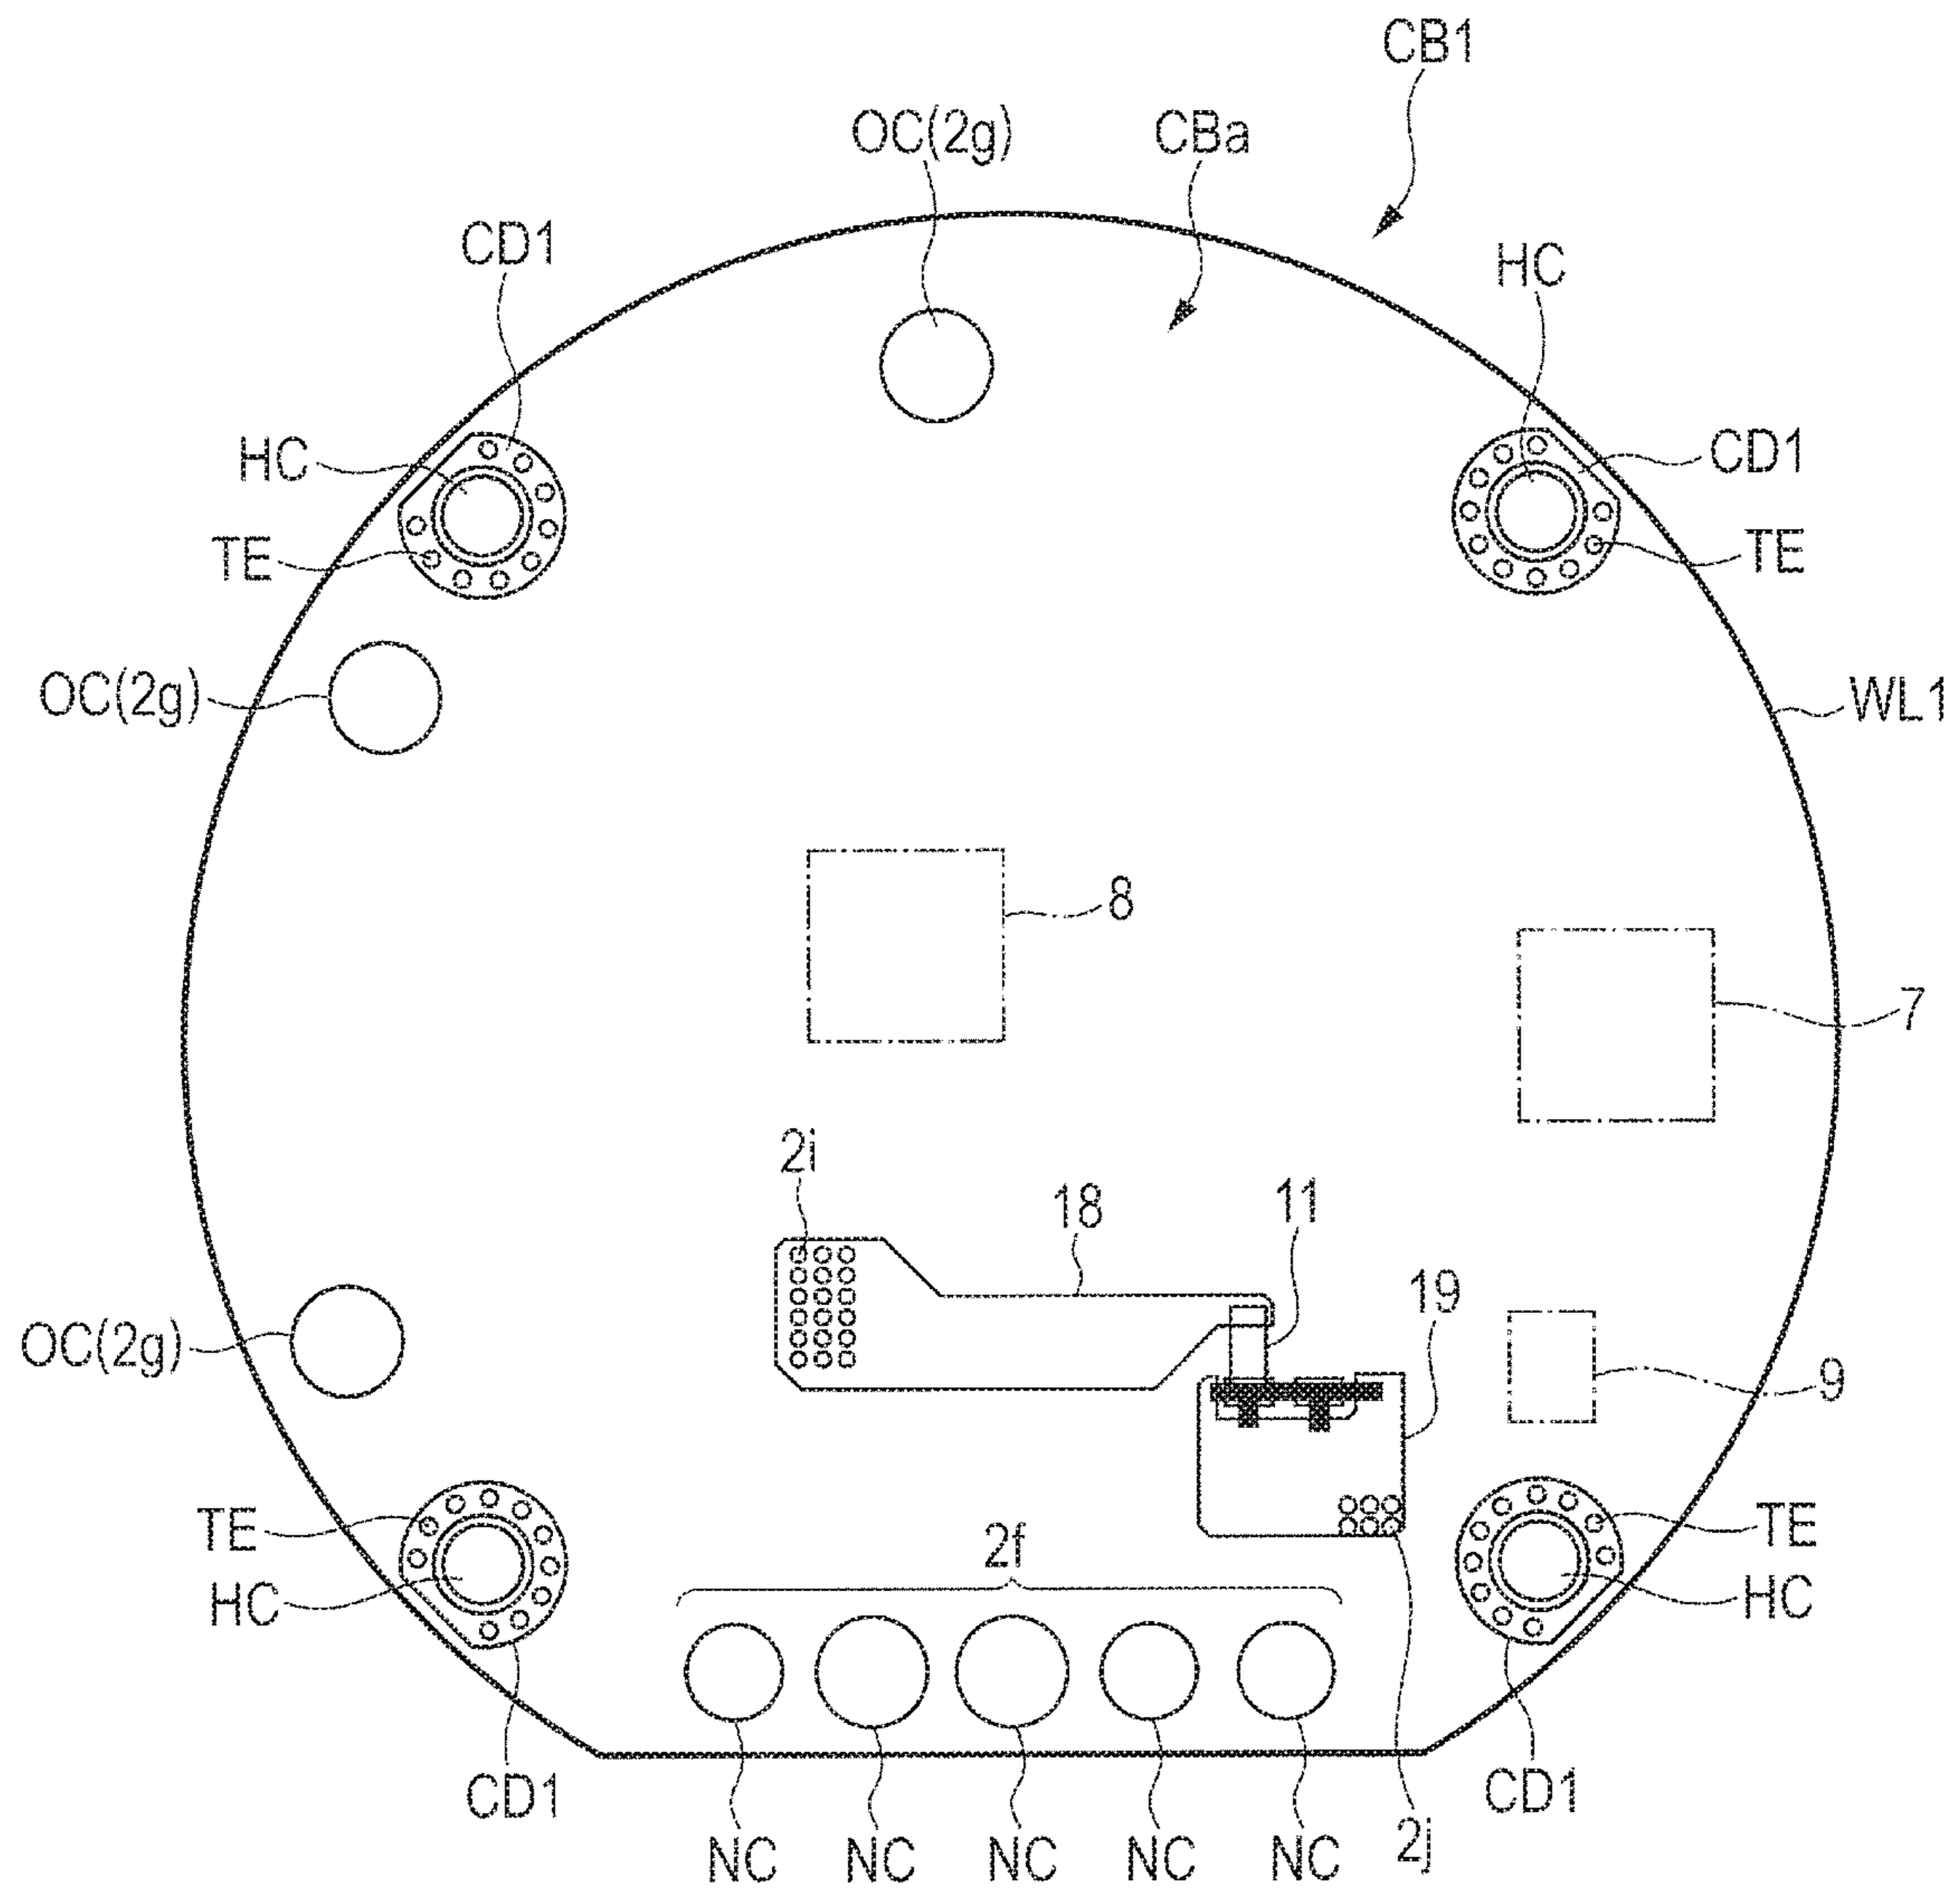 CB1
OC(2g)
CBa
CD1
HC
HC
CD1
TE
TE
OC(2g)
WL1
8
7
2i
18
11
19
OC(2g)
9
TE
2f
TE
HC
HC
CD1
CD1
2j
NC
NC
NC
NC
NC